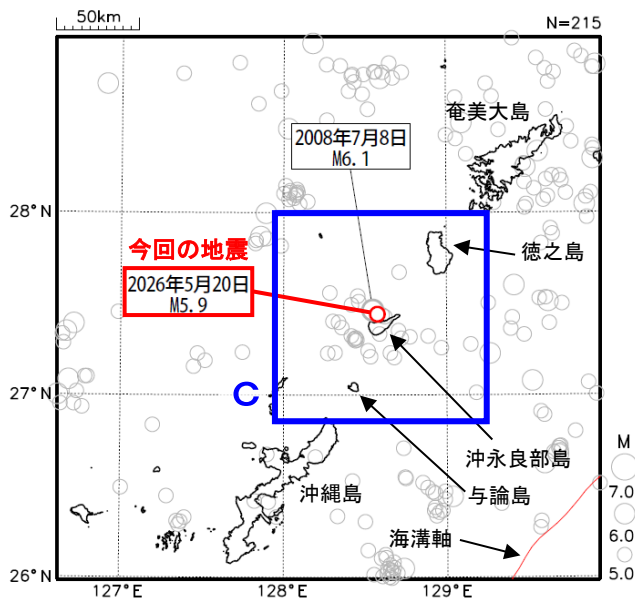 50km
N=215
奄美大島
2008年7月8日
M6.1
28°N
徳之島
今回の地震
2026年5月20日
M5.9
27°N
C
沖永良部島
与論島
沖縄島
海溝軸
M
7.0
6.0
5.0
26°N
127°E
128°E
129°E